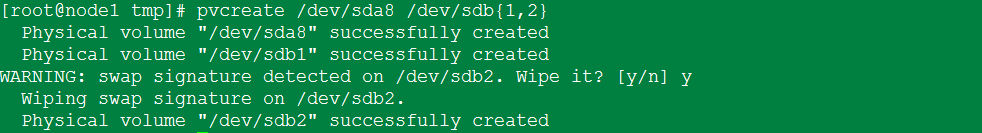 [root@node1 tmp]# pvcreate /dev/sda8 /dev/sdb{1,2}
  Physical volume "/dev/sda8" successfully created
  Physical volume "/dev/sdb1" successfully created
WARNING: swap signature detected on /dev/sdb2. Wipe it? [y/n] y
  Wiping swap signature on /dev/sdb2.
  Physical volume "/dev/sdb2" successfully created